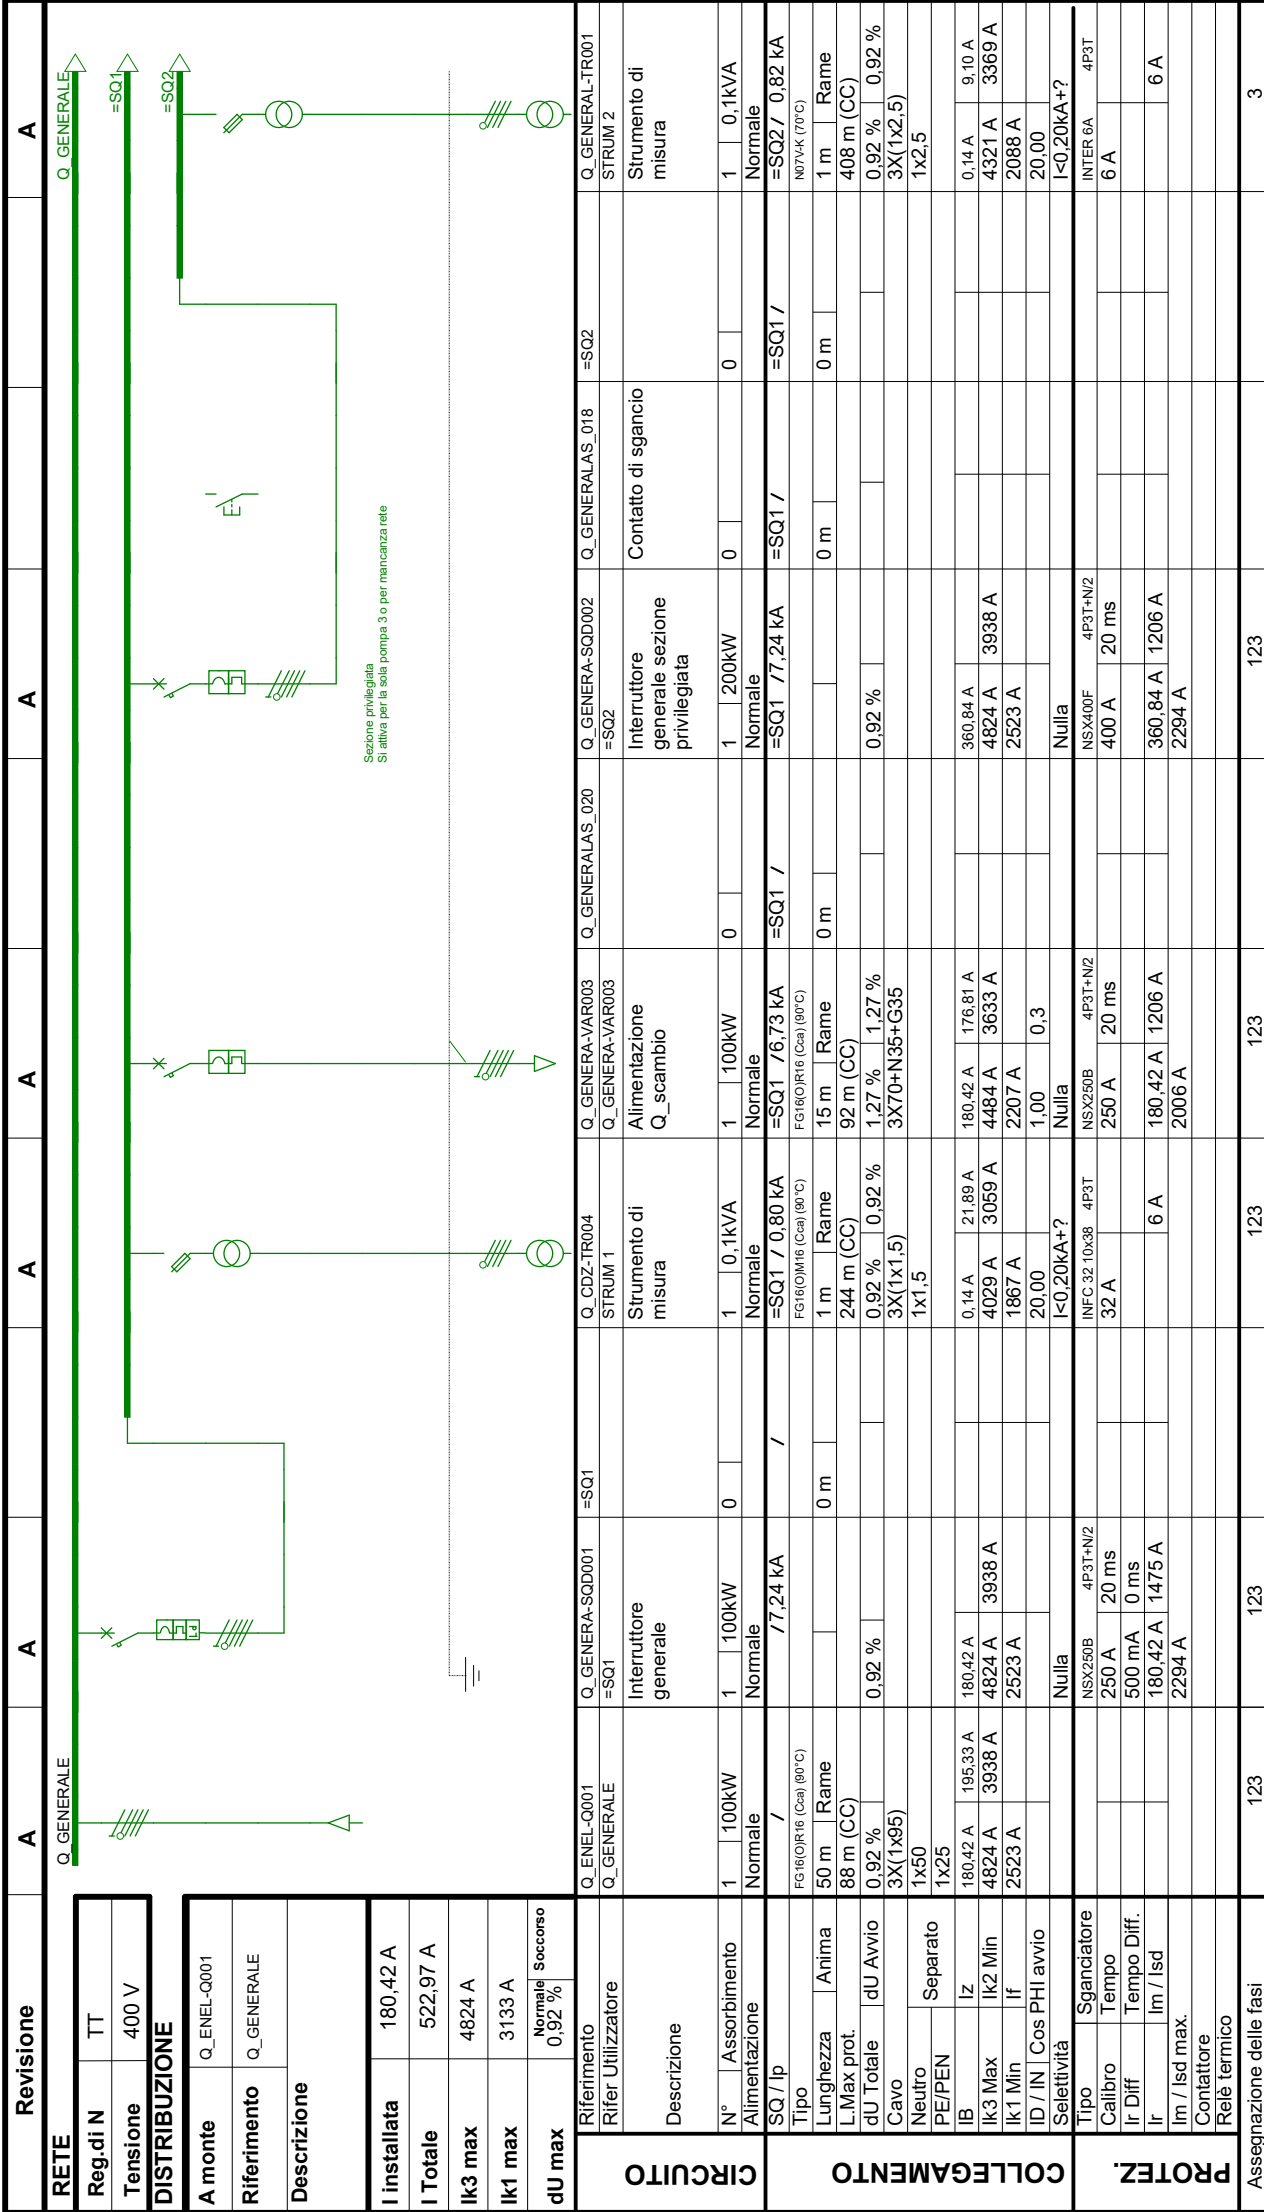 Revisione A A A A A A A
RETE
Reg.di N TT
Tensione 400 V
DISTRIBUZIONE
A monte Q_ENEL-Q001
Riferimento Q_GENERALE
Descrizione
I installata 180,42 A
I Totale 522,97 A
Ik3 max 4824 A
Ik1 max 3133 A
dU max Normale 0,92 % Soccorso
Q_GENERALE
Q_GENERALE
=SQ1
=SQ2
Sezione privilegiata
Si attiva per la sola pompa 3 o per mancanza rete
CIRCUITO
Riferimento Q_ENEL-Q001 Q_GENERA-SQD001 =SQ1 Q_CDZ-TR004 Q_GENERA-VAR003 Q_GENERALAS_020 Q_GENERA-SQD002 Q_GENERALAS_018 =SQ2 Q_GENERAL-TR001
Rifer Utilizzatore Q_GENERALE =SQ1 STRUM 1 Q_GENERA-VAR003 =SQ2 STRUM 2
Descrizione Interruttore generale Strumento di misura Alimentazione Q_scambio Interruttore generale sezione privilegiata Contatto di sgancio Strumento di misura
N° Assorbimento 1 100kW 1 100kW 0 1 0,1kVA 1 100kW 0 1 200kW 0 0 1 0,1kVA
Alimentazione Normale Normale Normale Normale Normale Normale
COLLEGAMENTO
SQ / Ip / / 7,24 kA / =SQ1 / 0,80 kA =SQ1 / 6,73 kA =SQ1 / =SQ1 / 7,24 kA =SQ1 / =SQ1 / =SQ2 / 0,82 kA
Tipo FG16(O)R16 (Cca) (90°C) FG16(O)M16 (Cca) (90°C) FG16(O)R16 (Cca) (90°C) N07V-K (70°C)
Lunghezza Anima 50 m Rame 0 m 1 m Rame 15 m Rame 0 m 0 m 0 m 1 m Rame
L.Max prot. 88 m (CC) 244 m (CC) 92 m (CC) 408 m (CC)
dU Totale dU Avvio 0,92 % 0,92 % 0,92 % 0,92 % 1,27 % 1,27 % 0,92 % 0,92 % 0,92 %
Cavo 3X(1x95) 3X(1x1,5) 3X70+N35+G35 3X(1x2,5)
Neutro Separato 1x50 1x1,5 1x2,5
PE/PEN 1x25
IB Iz 180,42 A 195,33 A 180,42 A 0,14 A 21,89 A 180,42 A 176,81 A 360,84 A 0,14 A 9,10 A
Ik3 Max Ik2 Min 4824 A 3938 A 4824 A 3938 A 4029 A 3059 A 4484 A 3633 A 4824 A 3938 A 4321 A 3369 A
Ik1 Min If 2523 A 2523 A 1867 A 2207 A 2523 A 2088 A
ID / IN Cos PHI avvio 20,00 1,00 0,3 20,00
Selettività Nulla I<0,20kA+? Nulla Nulla I<0,20kA+?
PROTEZ.
Tipo Sganciatore NSX250B 4P3T+N/2 INFC 32 10x38 4P3T NSX250B 4P3T+N/2 NSX400F 4P3T+N/2 INTER 6A 4P3T
Calibro Tempo 250 A 20 ms 32 A 250 A 20 ms 400 A 20 ms 6 A
Ir Diff Tempo Diff. 500 mA 0 ms
Ir Im / Isd 180,42 A 1475 A 6 A 180,42 A 1206 A 360,84 A 1206 A 6 A
Im / Isd max. 2294 A 2006 A 2294 A
Contattore
Relè termico
Assegnazione delle fasi 123 123 123 123 123 3